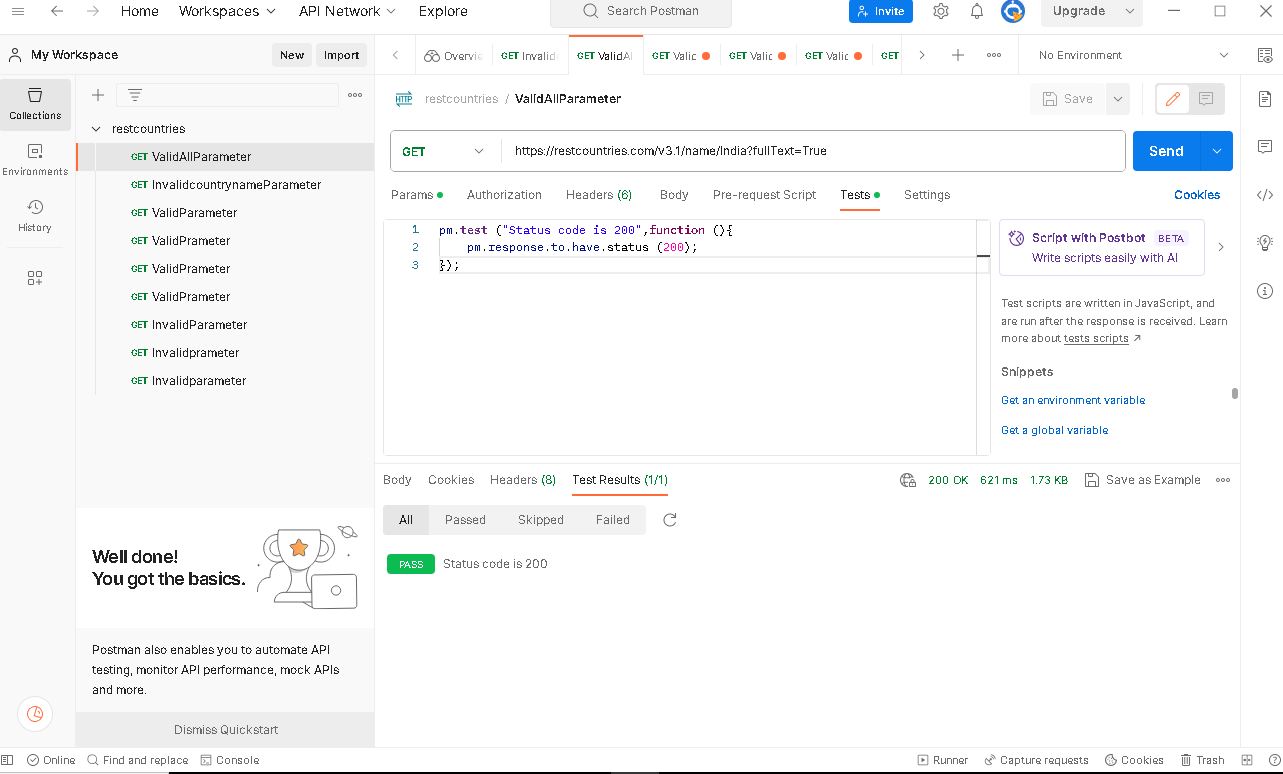 Home Workspaces API Network Explore Search Postman Invite Upgrade
My Workspace New Import Overvie GET Invalid GET ValidAl GET Valic GET Valic GET Valic GET No Environment
Collections
Environments
History
restcountries
GET ValidAllParameter
GET InvalidcountrynameParameter
GET ValidParameter
GET ValidPrameter
GET ValidPrameter
GET ValidPrameter
GET InvalidParameter
GET Invalidprameter
GET Invalidparameter
Well done!
You got the basics.
Postman also enables you to automate API
testing, monitor API performance, mock APIs
and more.
Dismiss Quickstart
HTTP restcountries / ValidAllParameter Save
GET https://restcountries.com/v3.1/name/India?fullText=True Send
Params Authorization Headers (6) Body Pre-request Script Tests Settings Cookies
1 pm.test ("Status code is 200",function (){
2 pm.response.to.have.status (200);
3 });
Script with Postbot BETA
Write scripts easily with AI
Test scripts are written in JavaScript, and
are run after the response is received. Learn
more about tests scripts ↗
Snippets
Get an environment variable
Get a global variable
Body Cookies Headers (8) Test Results (1/1) 200 OK 621 ms 1.73 KB Save as Example
All Passed Skipped Failed
PASS Status code is 200
Online Find and replace Console Runner Capture requests Cookies Trash